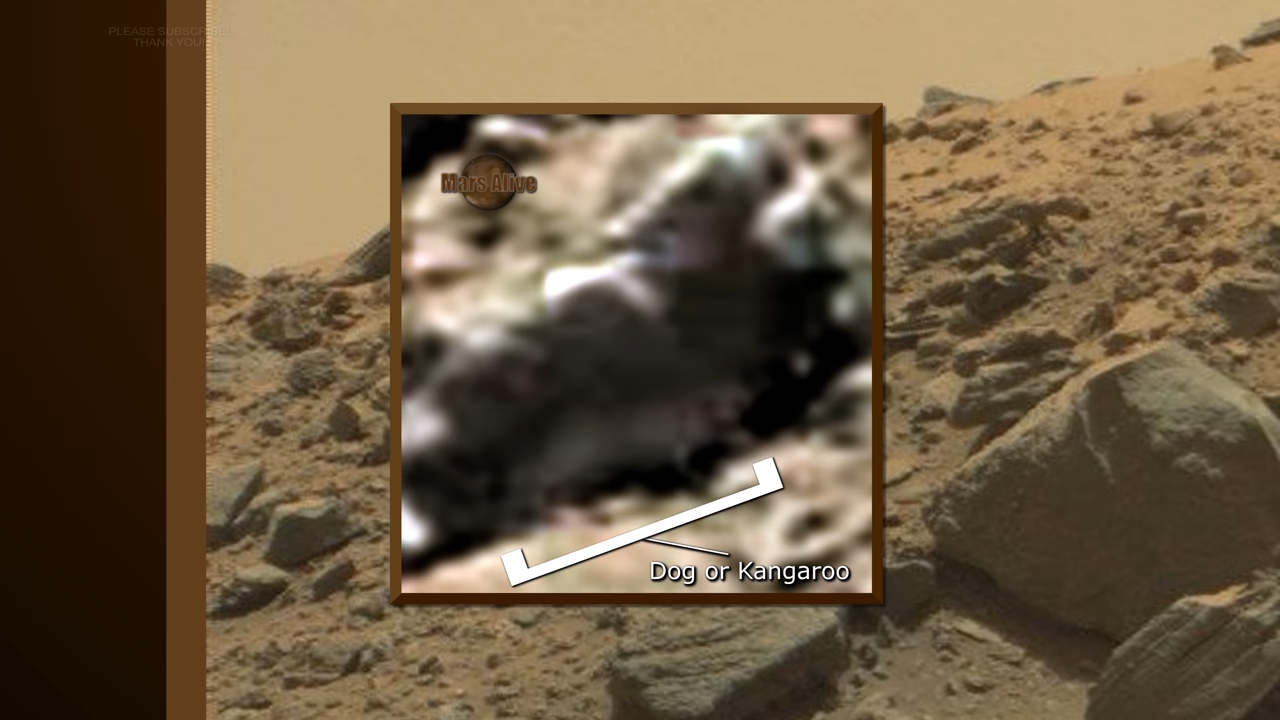 PLEASE SUBSCRIBE!
THANK YOU!
Mars Alive
Dog or Kangaroo